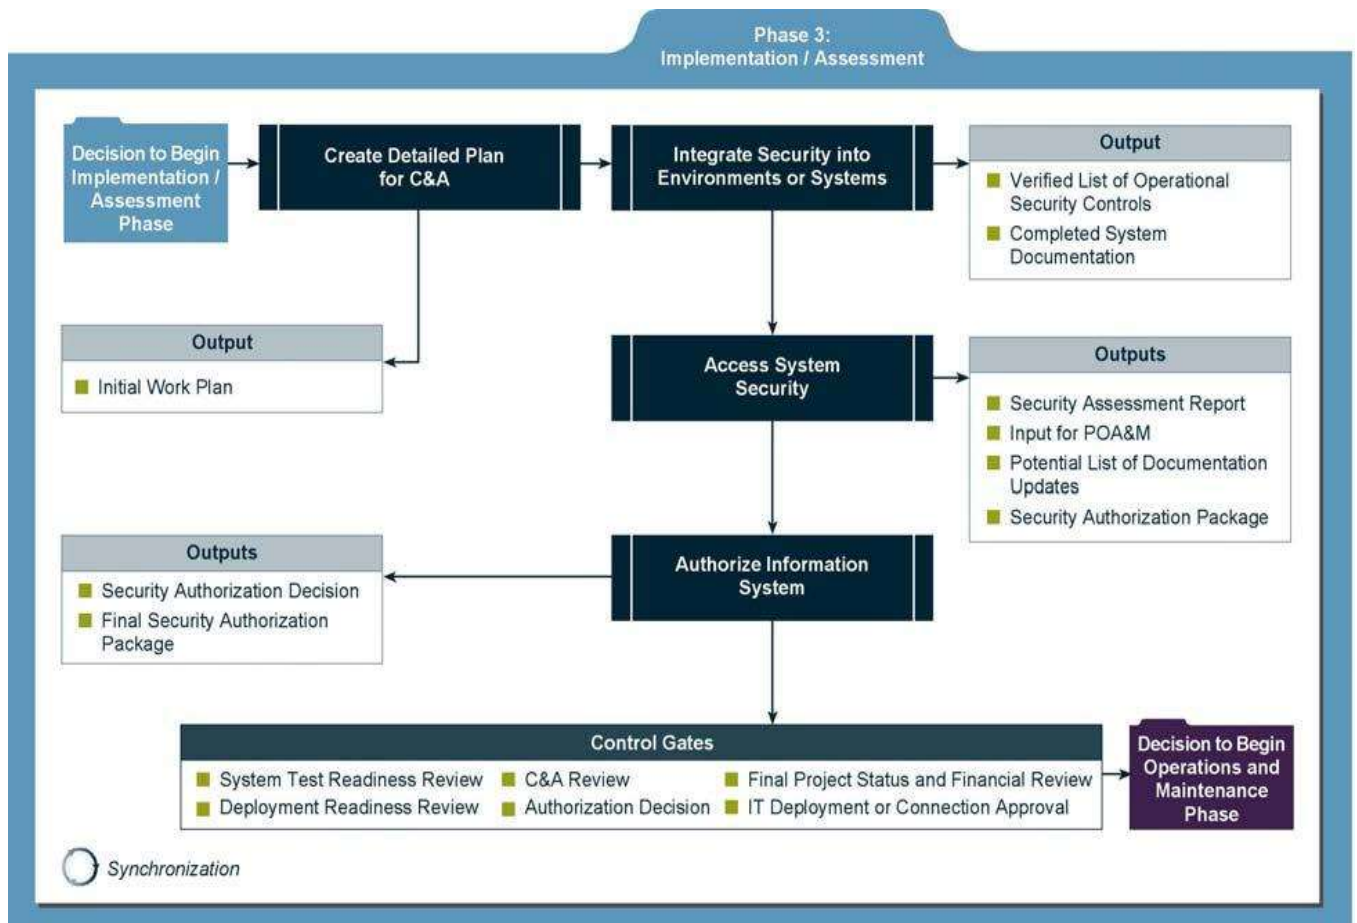 Phase 3:
Implementation / Assessment
Decision to Begin
Implementation /
Assessment
Phase
Create Detailed Plan
for C&A
Integrate Security into
Environments or Systems
Output
Verified List of Operational
Security Controls
Completed System
Documentation
Output
Initial Work Plan
Access System
Security
Outputs
Security Assessment Report
Input for POA&M
Potential List of Documentation
Updates
Security Authorization Package
Outputs
Security Authorization Decision
Final Security Authorization
Package
Authorize Information
System
Control Gates
System Test Readiness Review
C&A Review
Final Project Status and Financial Review
Deployment Readiness Review
Authorization Decision
IT Deployment or Connection Approval
Decision to Begin
Operations and
Maintenance
Phase
Synchronization